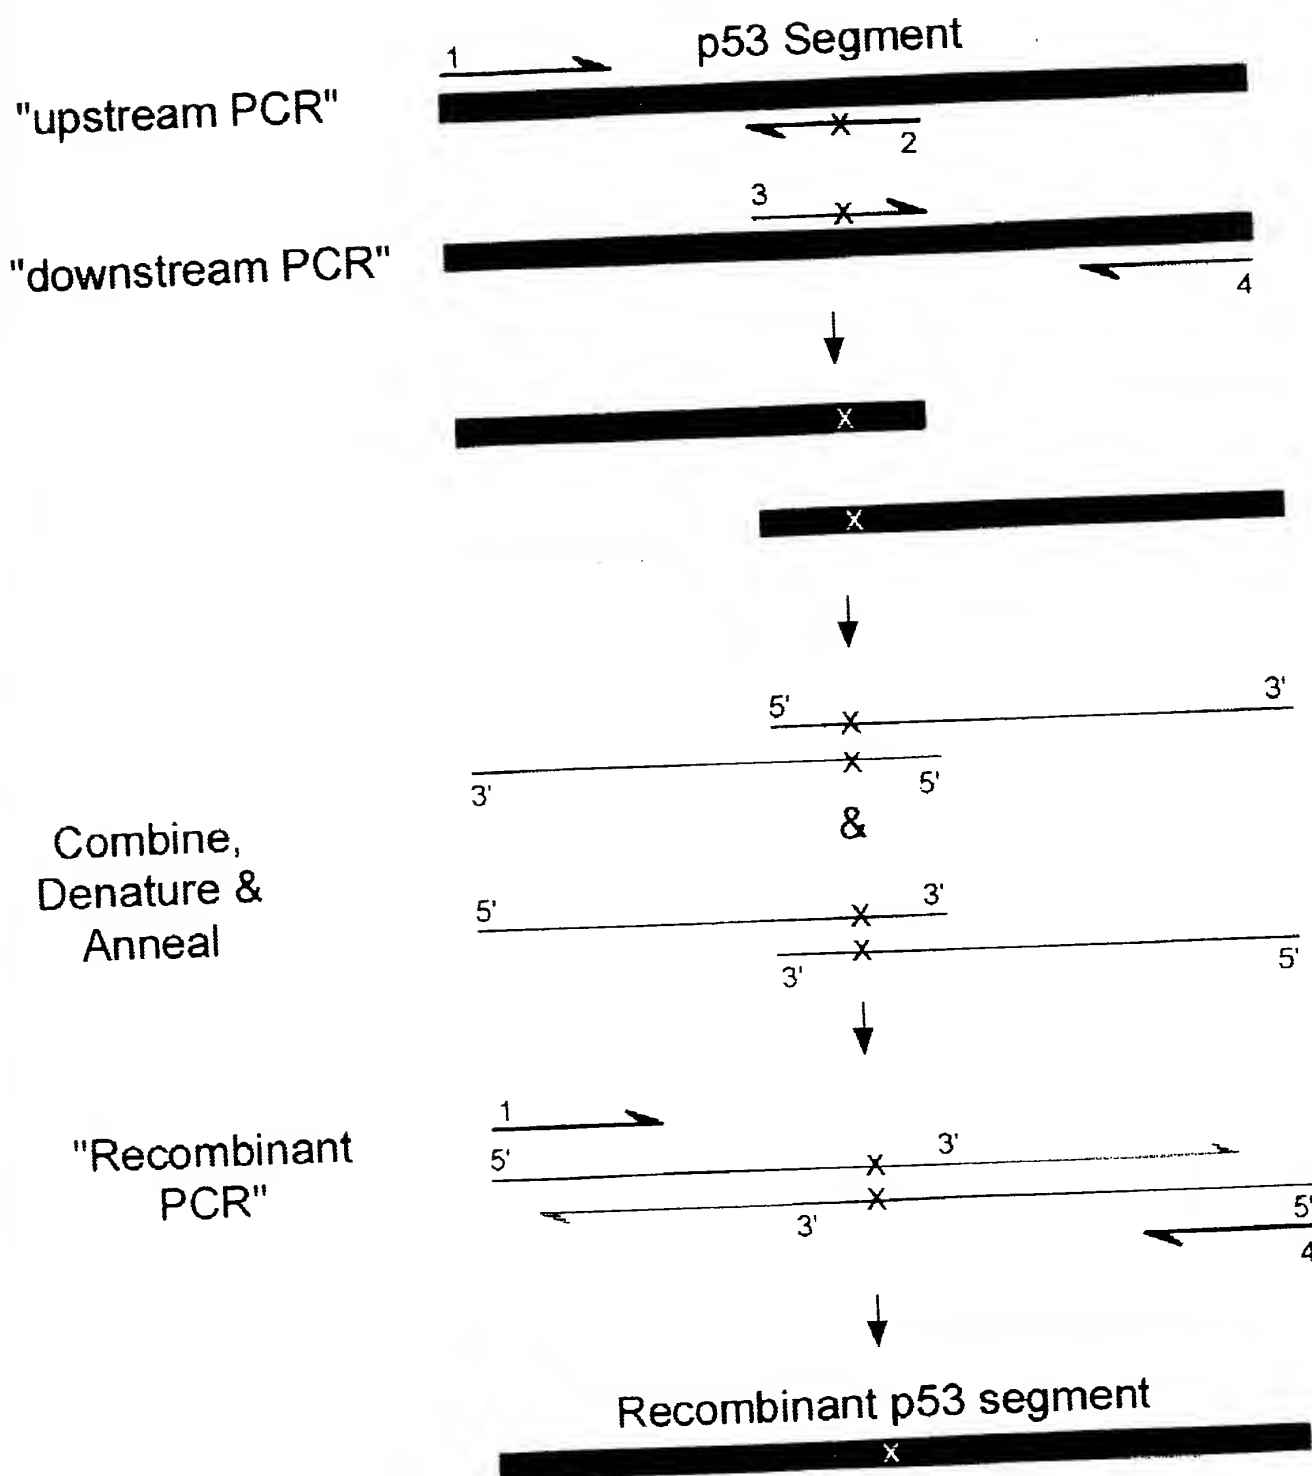 p53 Segment
1
"upstream PCR"
X
2
3
X
"downstream PCR"
4
X
X
5'
3'
X
X
3'
5'
&
Combine,
Denature &
Anneal
5'
3'
X
X
3'
5'
1
"Recombinant
PCR"
5'
3'
X
X
3'
5'
4
Recombinant p53 segment
X